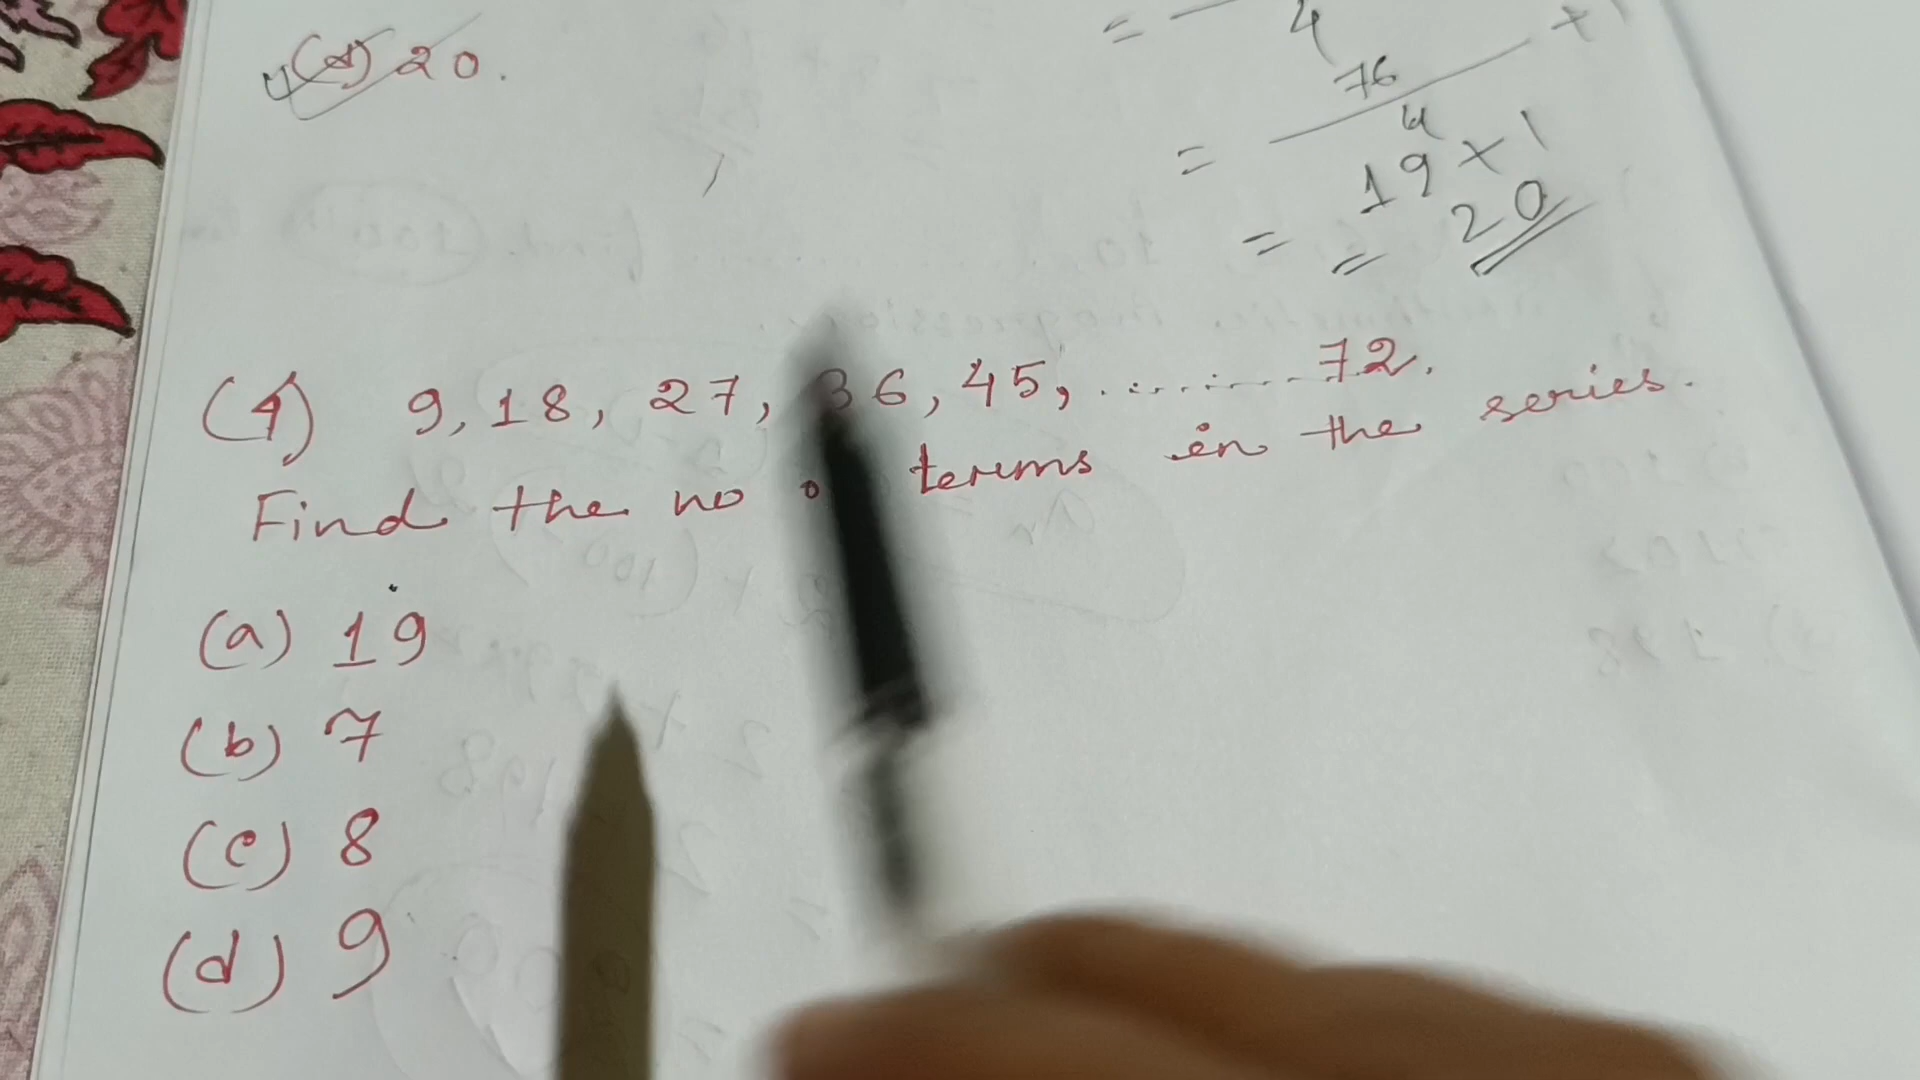 (d) 20.
= 4 +
= 76
4
= 19 + 1
= = 20
(4) 9, 18, 27, 36, 45, ......... 72.
Find the no terms in the series.
(a) 19
(b) 7
(c) 8
(d) 9